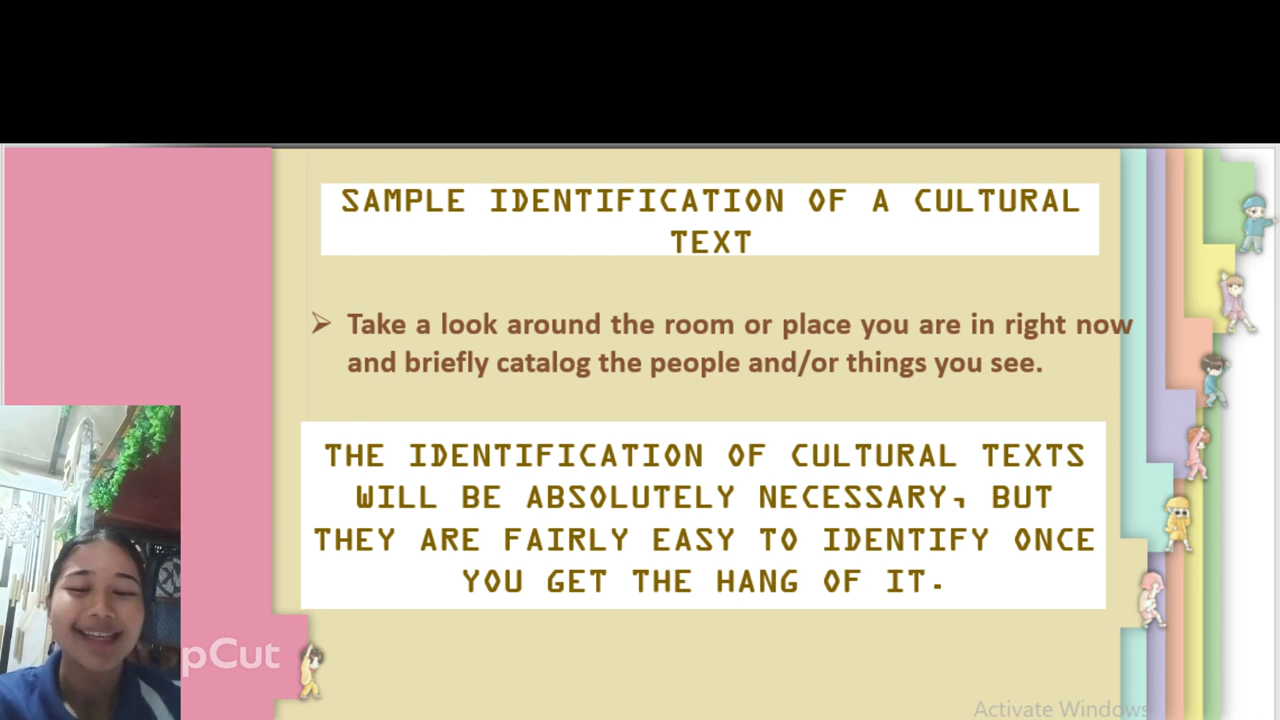 SAMPLE IDENTIFICATION OF A CULTURAL
TEXT
➢ Take a look around the room or place you are in right now
and briefly catalog the people and/or things you see.
THE IDENTIFICATION OF CULTURAL TEXTS
WILL BE ABSOLUTELY NECESSARY, BUT
THEY ARE FAIRLY EASY TO IDENTIFY ONCE
YOU GET THE HANG OF IT.
pCut
Activate Windows